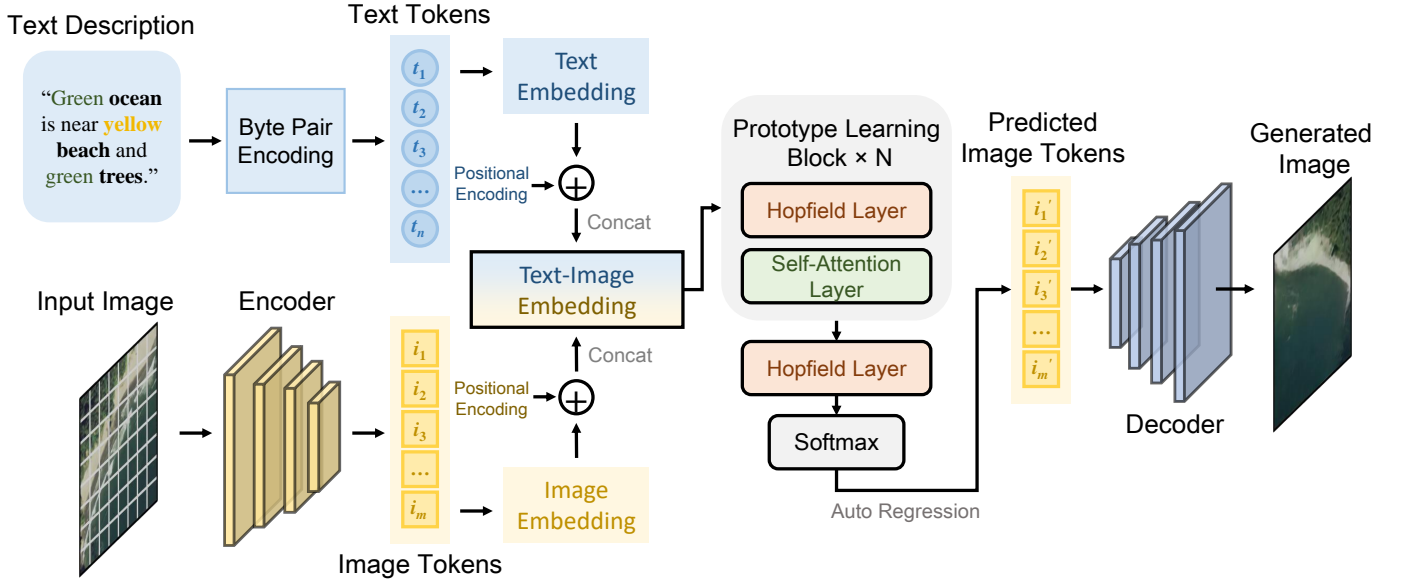 Text Description
“Green ocean
is near yellow
beach and
green trees.”
Byte Pair
Encoding
Text Tokens
t1
t2
t3
...
tn
Text
Embedding
Positional
Encoding
Concat
Text-Image
Embedding
Input Image
Encoder
i1
i2
i3
...
im
Image Tokens
Concat
Positional
Encoding
Image
Embedding
Prototype Learning
Block × N
Hopfield Layer
Self-Attention
Layer
Hopfield Layer
Softmax
Auto Regression
Predicted
Image Tokens
i1'
i2'
i3'
...
im'
Decoder
Generated
Image